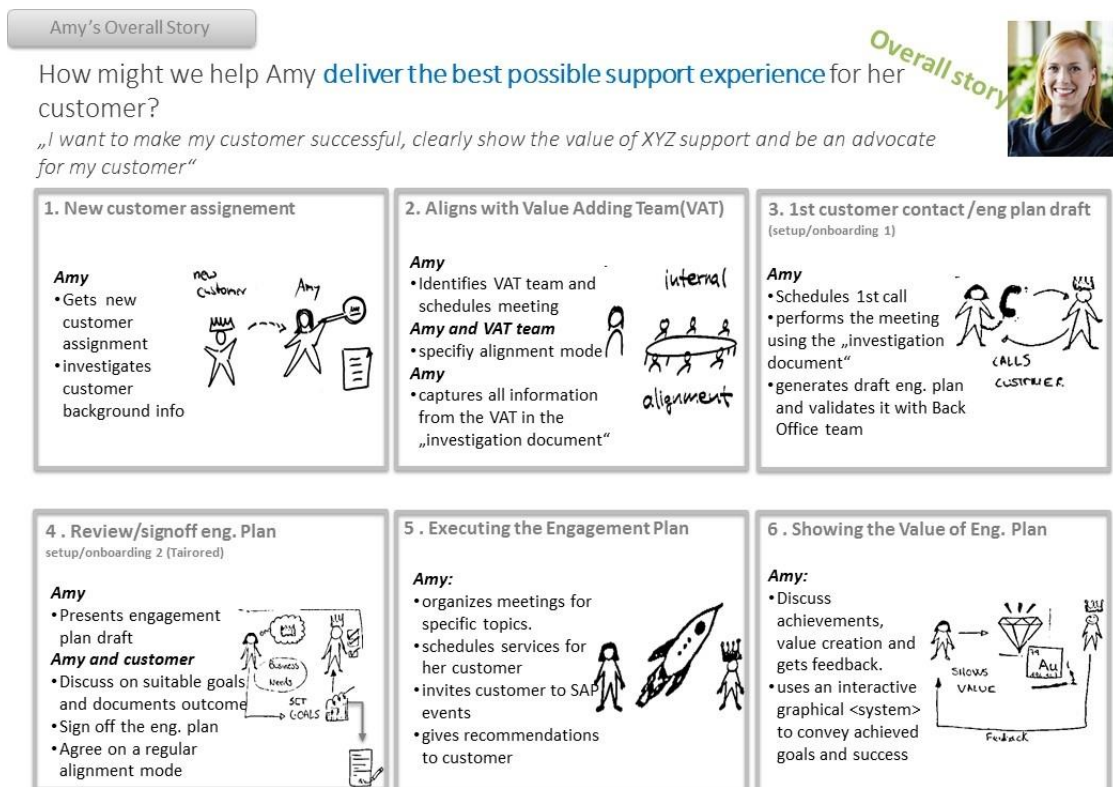 Amy's Overall Story
Overall story
How might we help Amy deliver the best possible support experience for her
customer?
„I want to make my customer successful, clearly show the value of XYZ support and be an advocate
for my customer“
1. New customer assignement
Amy
•Gets new
customer
assignment
•investigates
customer
background info
new
customer
Amy
2. Aligns with Value Adding Team(VAT)
Amy
•Identifies VAT team and
schedules meeting
Amy and VAT team
•specifiy alignment mode
Amy
•captures all information
from the VAT in the
„investigation document“
internal
alignment
3. 1st customer contact /eng plan draft
(setup/onboarding 1)
Amy
•Schedules 1st call
•performs the meeting
using the „investigation
document“
•generates draft eng. plan
and validates it with Back
Office team
CALLS
CUSTOMER
4 . Review/signoff eng. Plan
setup/onboarding 2 (Tairored)
Amy
•Presents engagement
plan draft
Amy and customer
•Discuss on suitable goals
and documents outcome
•Sign off the eng. plan
•Agree on a regular
alignment mode
Business
Needs
SET
GOALS
5 . Executing the Engagement Plan
Amy:
•organizes meetings for
specific topics.
•schedules services for
her customer
•invites customer to SAP
events
•gives recommendations
to customer
6 . Showing the Value of Eng. Plan
Amy:
•Discuss
achievements,
value creation and
gets feedback.
•uses an interactive
graphical <system>
to convey achieved
goals and success
SHOWS
VALUE
79
Au
Feedback